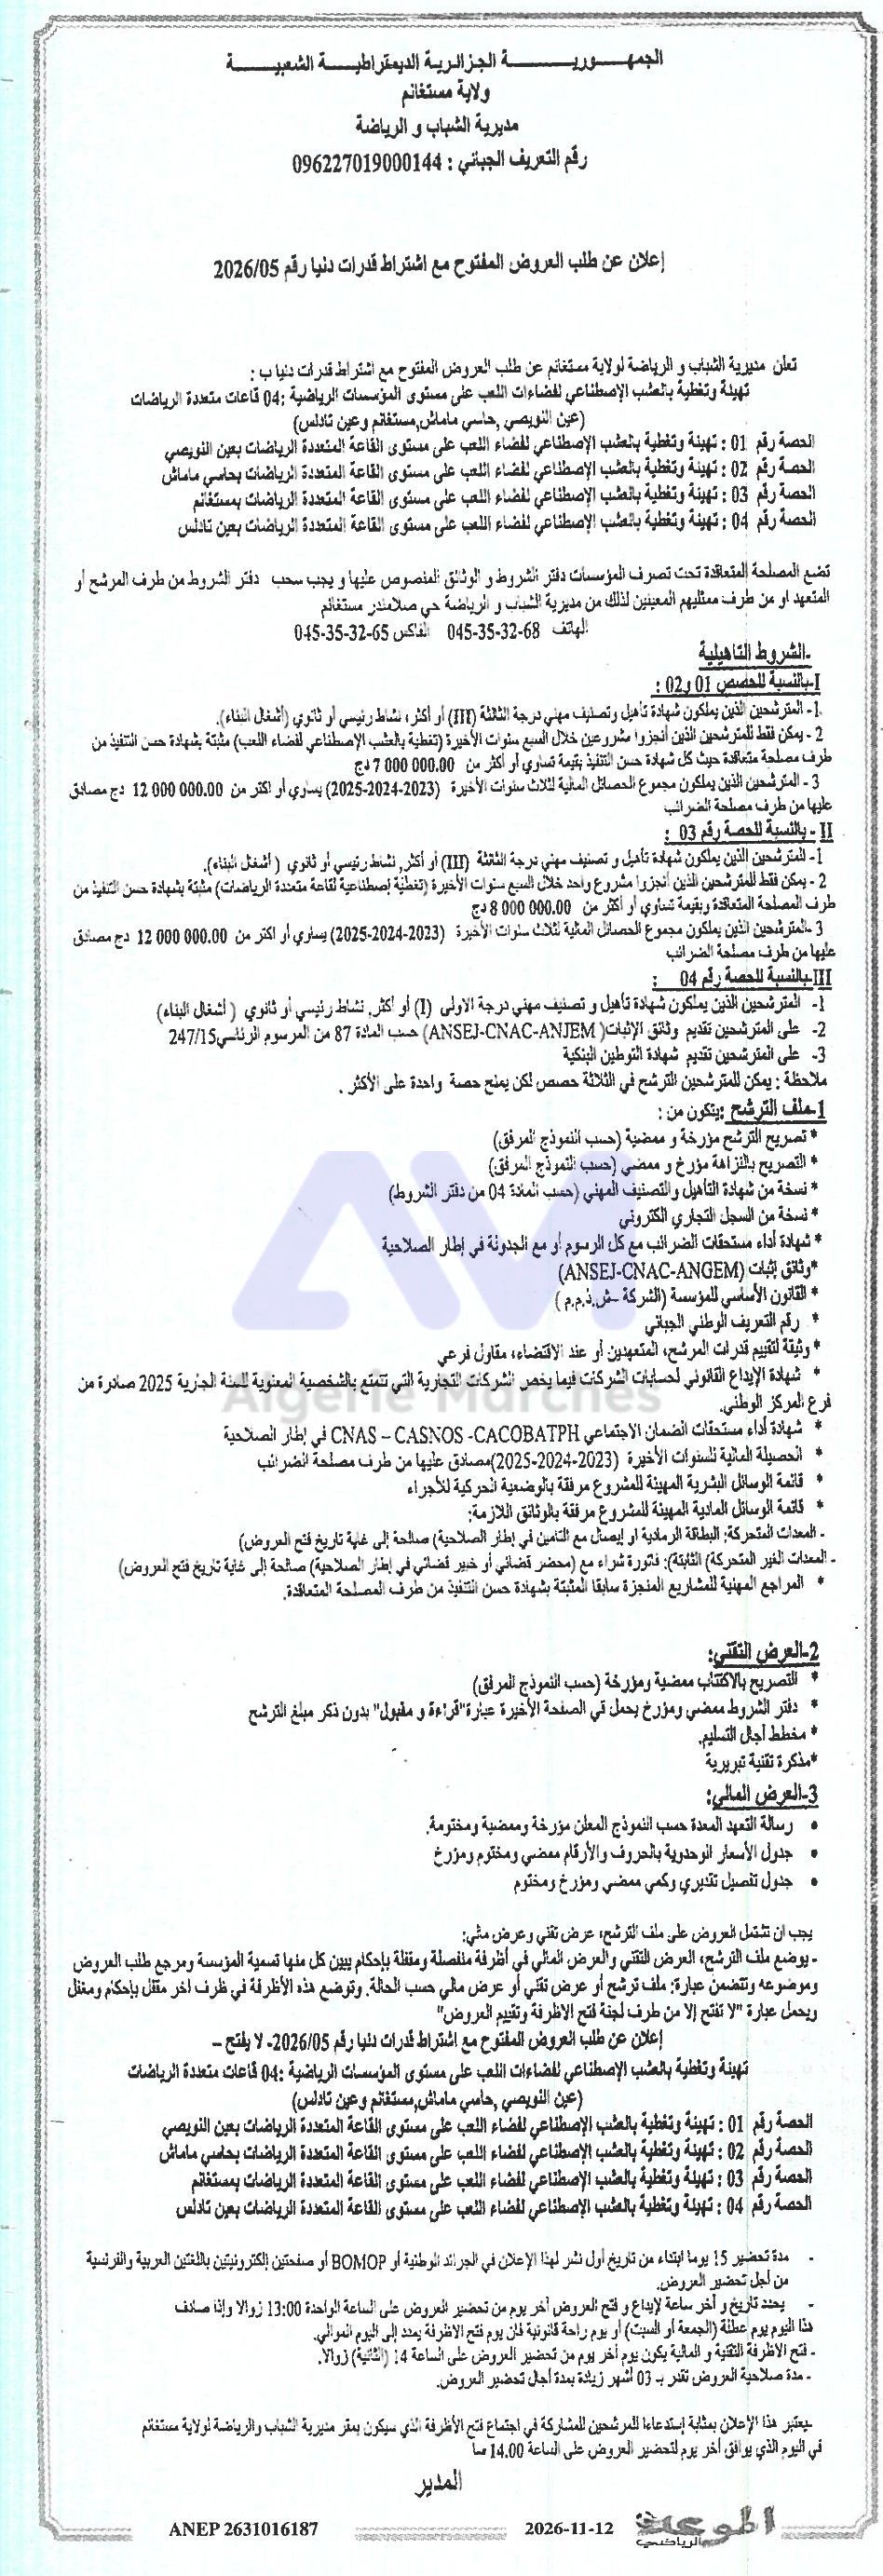 الجمهورية الجزائرية الديمقراطية الشعبية
ولاية مستغانم
مديرية الشباب و الرياضة
رقم التعريف الجبائي : 096227019000144
إعلان عن طلب العروض المفتوح مع اشتراط قدرات دنيا رقم 2026/05
تعلن مديرية الشباب و الرياضة لولاية مستغانم عن طلب العروض المفتوح مع اشتراط قدرات دنيا ب :
تهيئة وتغطية بالعشب الإصطناعي لفضاءات اللعب على مستوى المؤسسات الرياضية :04 قاعات متعددة الرياضات
(عين النويصي ,حاسي ماماش,مستغانم وعين تادلس)
الحصة رقم 01 : تهيئة وتغطية بالعشب الإصطناعي لفضاء اللعب على مستوى القاعة المتعددة الرياضات بعين النويصي
الحصة رقم 02 : تهيئة وتغطية بالعشب الإصطناعي لفضاء اللعب على مستوى القاعة المتعددة الرياضات بحاسي ماماش
الحصة رقم 03 : تهيئة وتغطية بالعشب الإصطناعي لفضاء اللعب على مستوى القاعة المتعددة الرياضات بمستغانم
الحصة رقم 04 : تهيئة وتغطية بالعشب الإصطناعي لفضاء اللعب على مستوى القاعة المتعددة الرياضات بعين تادلس
تضع المصلحة المتعاقدة تحت تصرف المؤسسات دفتر الشروط و الوثائق المنصوص عليها و يجب سحب دفتر الشروط من طرف المرشح أو
المتعهد او من طرف ممثليهم المعينين لذلك من مديرية الشباب و الرياضة حي صلامندر مستغانم
الهاتف 045-35-32-68 الفاكس 045-35-32-65
-الشروط التاهيلية
I-بالنسبة للحصص 01 و02 :
1- المترشحين الذين يملكون شهادة تأهيل وتصنيف مهني درجة الثالثة (III) أو أكثر، نشاط رئيسي أو ثانوي (أشغال البناء).
2 - يمكن فقط للمترشحين الذين أنجزوا مشروعين خلال السبع سنوات الأخيرة (تغطية بالعشب الإصطناعي لفضاء اللعب) مثبتة بشهادة حسن التنفيذ من
طرف مصلحة متعاقدة حيث كل شهادة حسن التنفيذ بقيمة تساوي أو أكثر من 7 000 000.00 دج
3 - المترشحين الذين يملكون مجموع الحصائل المالية لثلاث سنوات الأخيرة (2023-2024-2025) يساوي أو اكثر من 12 000 000.00 دج مصادق
عليها من طرف مصلحة الضرائب
II - بالنسبة للحصة رقم 03 :
1- المترشحين الذين يملكون شهادة تأهيل و تصنيف مهني درجة الثالثة (III) أو أكثر, نشاط رئيسي أو ثانوي ( أشغال البناء).
2 - يمكن فقط للمترشحين الذين أنجزوا مشروع واحد خلال السبع سنوات الأخيرة (تغطية إصطناعية لقاعة متعددة الرياضات) مثبتة بشهادة حسن التنفيذ من
طرف المصلحة المتعاقدة وبقيمة تساوي أو أكثر من 8 000 000.00 دج
3 -المترشحين الذين يملكون مجموع الحصائل المالية لثلاث سنوات الأخيرة (2023-2024-2025) يساوي أو اكثر من 12 000 000.00 دج مصادق
عليها من طرف مصلحة الضرائب
III-بالنسبة للحصة رقم 04 :
1- المترشحين الذين يملكون شهادة تأهيل و تصنيف مهني درجة الاولى (I) أو أكثر, نشاط رئيسي أو ثانوي ( أشغال البناء)
2- على المترشحين تقديم وثائق الإثبات( ANSEJ-CNAC-ANJEM) حسب المادة 87 من المرسوم الرئاسي247/15
3- على المترشحين تقديم شهادة التوطين البنكية
ملاحظة : يمكن للمترشحين الترشح في الثلاثة حصص لكن يمنح حصة واحدة على الأكثر .
1-ملف الترشح :يتكون من :
* تصريح الترشح مؤرخة و ممضية (حسب النموذج المرفق)
* التصريح بالنزاهة مؤرخ و ممضي (حسب النموذج المرفق)
* نسخة من شهادة التأهيل والتصنيف المهني (حسب المادة 04 من دفتر الشروط)
* نسخة من السجل التجاري الكتروني
* شهادة أداء مستحقات الضرائب مع كل الرسوم أو مع الجدولة في إطار الصلاحية
*وثائق إثبات (ANSEJ-CNAC-ANGEM)
* القانون الأساسي للمؤسسة (الشركة –ش.ذ.م.م )
* رقم التعريف الوطني الجبائي
* وثيقة لتقييم قدرات المرشح، المتعهدين أو عند الاقتضاء، مقاول فرعي
* شهادة الإيداع القانوني لحسابات الشركات فيما يخص الشركات التجارية التي تتمتع بالشخصية المعنوية للسنة الجارية 2025 صادرة من
فرع المركز الوطني.
* شهادة أداء مستحقات الضمان الاجتماعي CNAS – CASNOS -CACOBATPH في إطار الصلاحية
* الحصيلة المالية للسنوات الأخيرة (2023-2024-2025)مصادق عليها من طرف مصلحة الضرائب
* قائمة الوسائل البشرية المهيئة للمشروع مرفقة بالوضعية الحركية للأجراء
* قائمة الوسائل المادية المهيئة للمشروع مرفقة بالوثائق اللازمة:
- المعدات المتحركة: البطاقة الرمادية او إيصال مع التامين في إطار الصلاحية) صالحة إلى غاية تاريخ فتح العروض)
- المعدات الغير المتحركة) الثابتة): فاتورة شراء مع (محضر قضائي أو خبير قضائي في إطار الصلاحية) صالحة إلى غاية تاريخ فتح العروض)
* المراجع المهنية للمشاريع المنجزة سابقا المثبتة بشهادة حسن التنفيذ من طرف المصلحة المتعاقدة.
2-العرض التقني:
* التصريح بالاكتتاب ممضية ومؤرخة (حسب النموذج المرفق)
* دفتر الشروط ممضي ومؤرخ يحمل في الصفحة الأخيرة عبارة"قراءة و مقبول" بدون ذكر مبلغ الترشح
* مخطط أجال التسليم.
*مذكرة تقنية تبريرية
3-العرض المالي:
• رسالة التعهد المعدة حسب النموذج المعلن مؤرخة وممضية ومختومة.
• جدول الأسعار الوحدوية بالحروف والأرقام ممضي ومختوم ومؤرخ
• جدول تفصيل تقديري وكمي ممضي ومؤرخ ومختوم
يجب ان تشتمل العروض على ملف الترشح، عرض تقني وعرض مالي:
- يوضع ملف الترشح، العرض التقني والعرض المالي في أظرفة منفصلة ومقفلة بإحكام يبين كل منها تسمية المؤسسة ومرجع طلب العروض
وموضوعه وتتضمن عبارة: ملف ترشح أو عرض تقني أو عرض مالي حسب الحالة. وتوضع هذه الأظرفة في ظرف اخر مقفل بإحكام ومغفل
ويحمل عبارة "لا تفتح إلا من طرف لجنة فتح الاظرفة وتقييم العروض"
إعلان عن طلب العروض المفتوح مع اشتراط قدرات دنيا رقم 2026/05- لا يفتح –
تهيئة وتغطية بالعشب الإصطناعي لفضاءات اللعب على مستوى المؤسسات الرياضية :04 قاعات متعددة الرياضات
(عين النويصي ,حاسي ماماش,مستغانم وعين تادلس)
الحصة رقم 01 : تهيئة وتغطية بالعشب الإصطناعي لفضاء اللعب على مستوى القاعة المتعددة الرياضات بعين النويصي
الحصة رقم 02 : تهيئة وتغطية بالعشب الإصطناعي لفضاء اللعب على مستوى القاعة المتعددة الرياضات بحاسي ماماش
الحصة رقم 03 : تهيئة وتغطية بالعشب الإصطناعي لفضاء اللعب على مستوى القاعة المتعددة الرياضات بمستغانم
الحصة رقم 04 : تهيئة وتغطية بالعشب الإصطناعي لفضاء اللعب على مستوى القاعة المتعددة الرياضات بعين تادلس
- مدة تحضير 15 يوما ابتداء من تاريخ أول نشر لهذا الإعلان في الجرائد الوطنية أو BOMOP أو صفحتين إلكترونيتين باللغتين العربية والفرنسية
من أجل تحضير العروض.
- يحدد تاريخ و أخر ساعة لإيداع و فتح العروض أخر يوم من تحضير العروض على الساعة الواحدة 13:00 زوالا وإذا صادف
هذا اليوم يوم عطلة (الجمعة أو السبت) أو يوم راحة قانونية فان يوم فتح الاظرفة يمدد إلى اليوم الموالي.
- فتح الاظرفة التقنية و المالية يكون يوم أخر يوم من تحضير العروض على الساعة 14 (الثانية) زوالا.
- مدة صلاحية العروض تقدر بـ 03 أشهر زيادة بمدة أجال تحضير العروض.
-يعتبر هذا الإعلان بمثابة إستدعاءا للمرشحين للمشاركة في اجتماع فتح الأظرفة الذي سيكون بمقر مديرية الشباب والرياضة لولاية مستغانم
في اليوم الذي يوافق أخر يوم لتحضير العروض على الساعة 14.00 سا
المدير
ANEP 2631016187
2026-11-12
الموعد
الرياضي
Algerie Marches